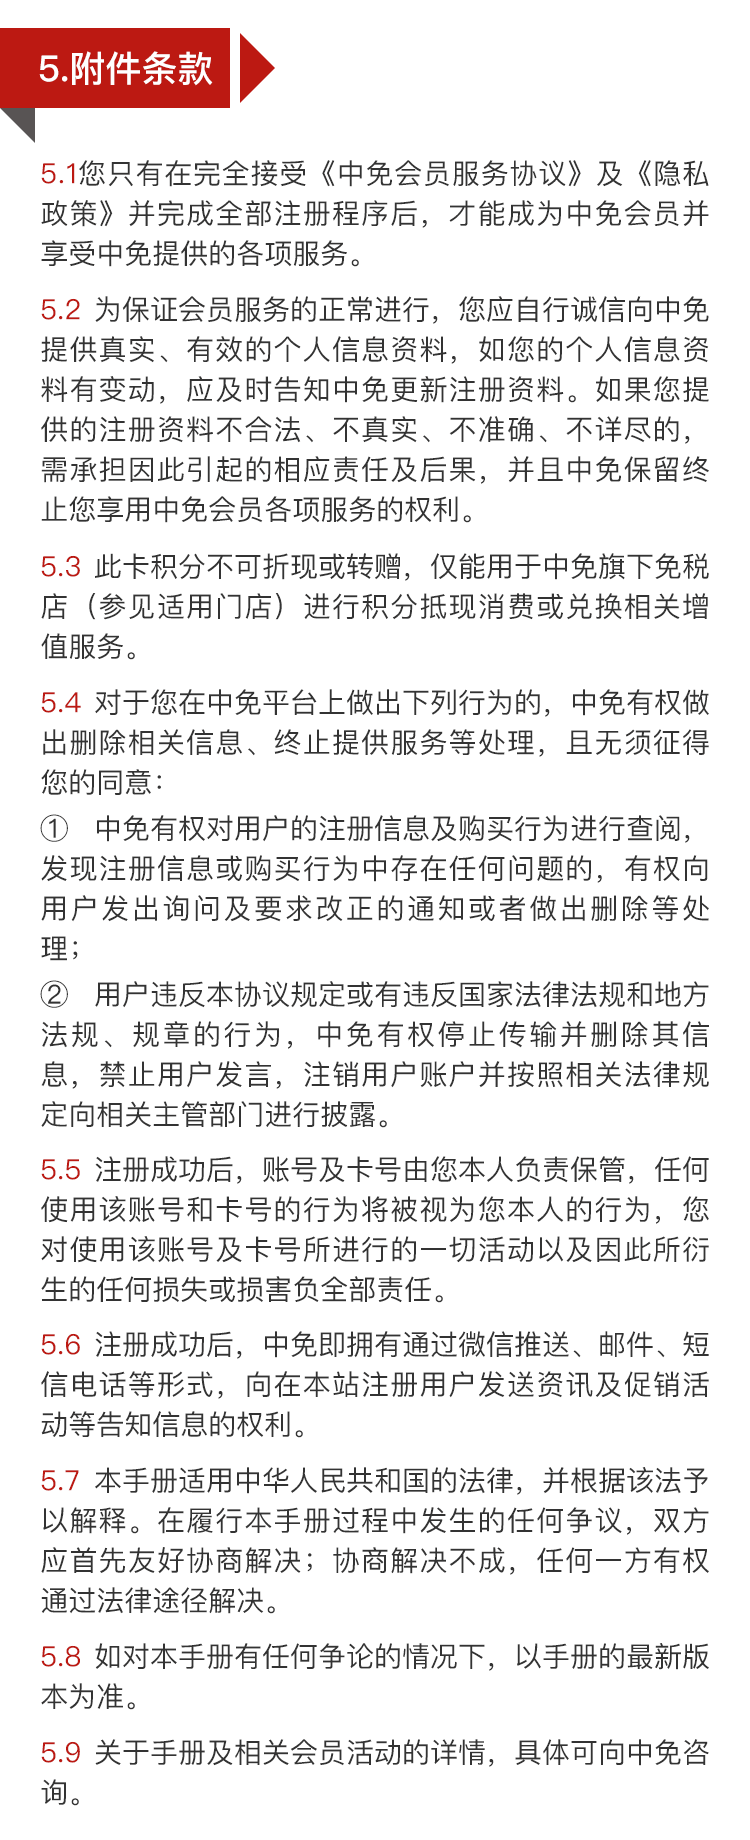 5.附件条款
5.1您只有在完全接受《中免会员服务协议》及《隐私
政策》并完成全部注册程序后，才能成为中免会员并
享受中免提供的各项服务。
5.2 为保证会员服务的正常进行，您应自行诚信向中免
提供真实、有效的个人信息资料，如您的个人信息资
料有变动，应及时告知中免更新注册资料。如果您提
供的注册资料不合法、不真实、不准确、不详尽的，
需承担因此引起的相应责任及后果，并且中免保留终
止您享用中免会员各项服务的权利。
5.3 此卡积分不可折现或转赠，仅能用于中免旗下免税
店（参见适用门店）进行积分抵现消费或兑换相关增
值服务。
5.4 对于您在中免平台上做出下列行为的，中免有权做
出删除相关信息、终止提供服务等处理，且无须征得
您的同意：
① 中免有权对用户的注册信息及购买行为进行查阅，
发现注册信息或购买行为中存在任何问题的，有权向
用户发出询问及要求改正的通知或者做出删除等处
理；
② 用户违反本协议规定或有违反国家法律法规和地方
法规、规章的行为，中免有权停止传输并删除其信
息，禁止用户发言，注销用户账户并按照相关法律规
定向相关主管部门进行披露。
5.5 注册成功后，账号及卡号由您本人负责保管，任何
使用该账号和卡号的行为将被视为您本人的行为，您
对使用该账号及卡号所进行的一切活动以及因此所衍
生的任何损失或损害负全部责任。
5.6 注册成功后，中免即拥有通过微信推送、邮件、短
信电话等形式，向在本站注册用户发送资讯及促销活
动等告知信息的权利。
5.7 本手册适用中华人民共和国的法律，并根据该法予
以解释。在履行本手册过程中发生的任何争议，双方
应首先友好协商解决；协商解决不成，任何一方有权
通过法律途径解决。
5.8 如对本手册有任何争论的情况下，以手册的最新版
本为准。
5.9 关于手册及相关会员活动的详情，具体可向中免咨
询。